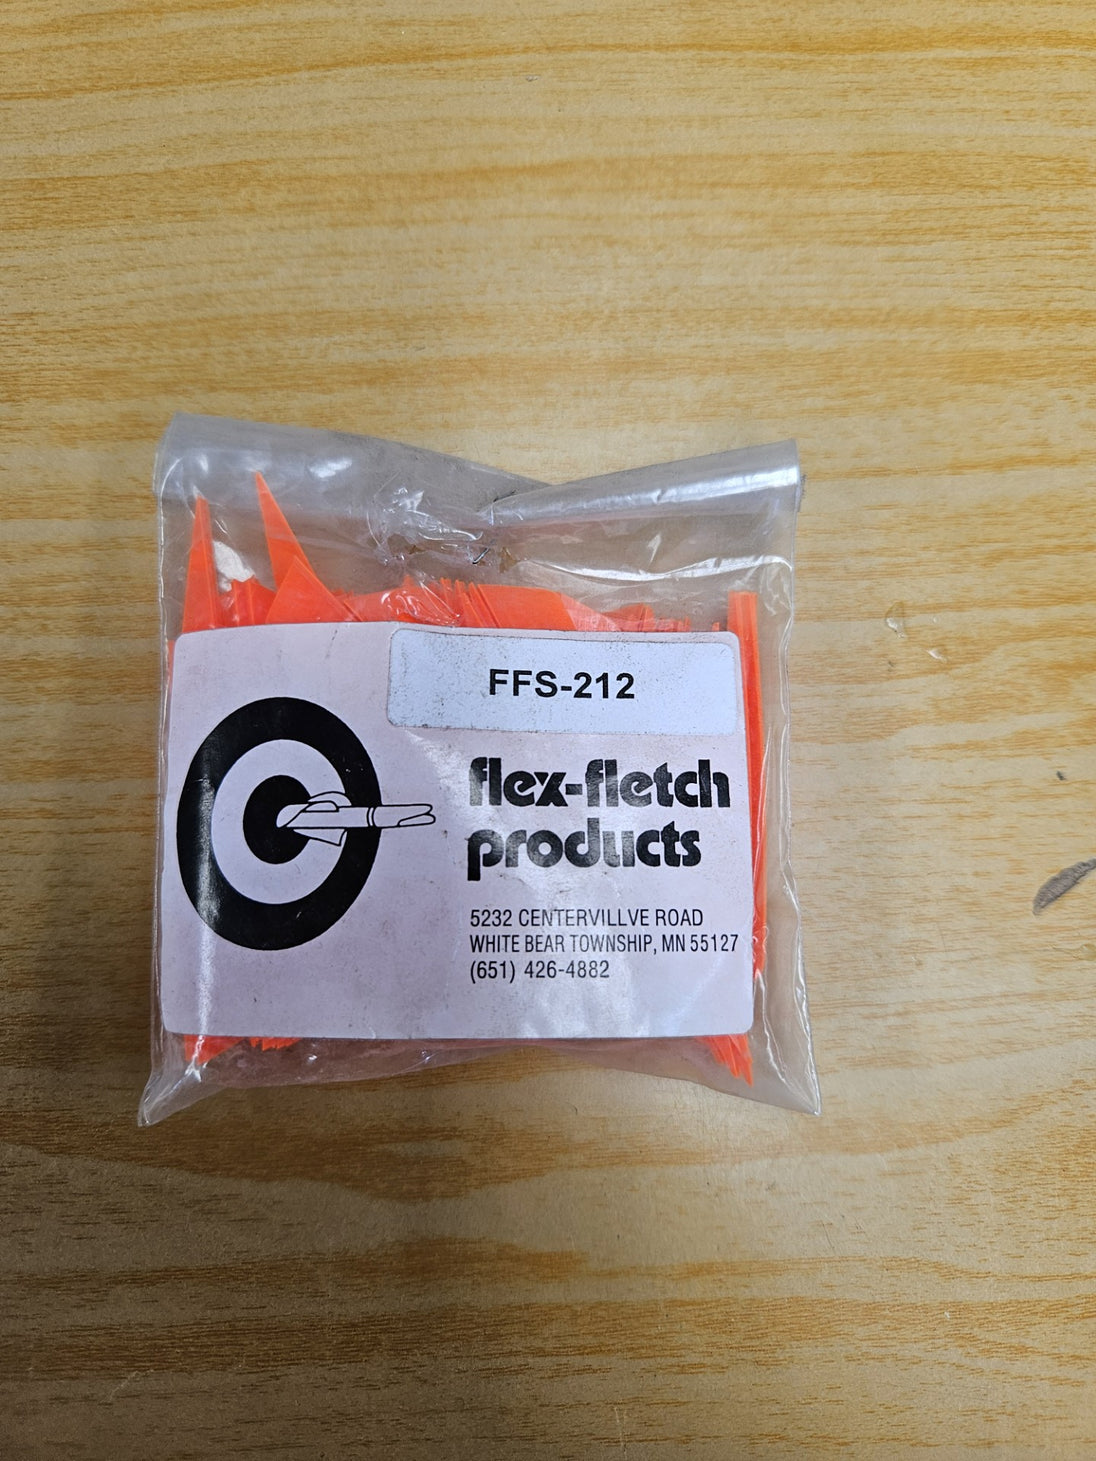 FFS-212
flex-fletch
products
5232 CENTERVILLVE ROAD
WHITE BEAR TOWNSHIP, MN 55127
(651) 426-4882